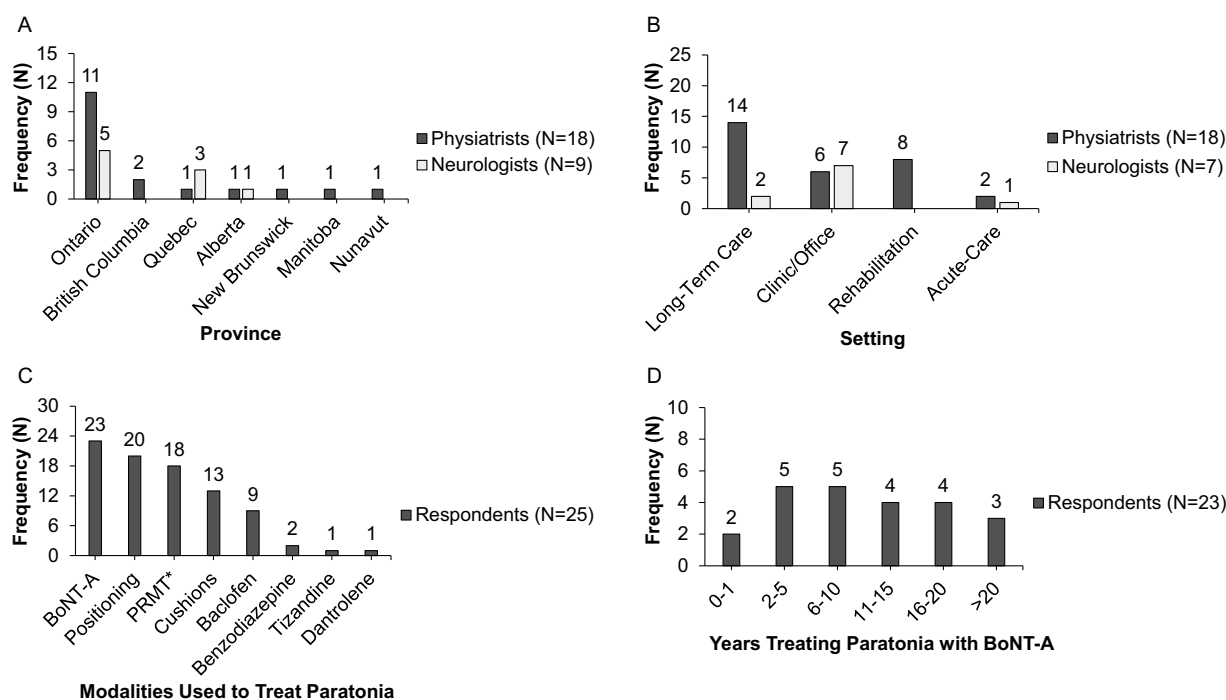 A
Frequency (N)
15
12
9
6
3
0
11
5
2
1
3
1
1
1
1
1
Ontario
British Columbia
Quebec
Alberta
New Brunswick
Manitoba
Nunavut
Province
Physiatrists (N=18)
Neurologists (N=9)
B
Frequency (N)
25
20
15
10
5
0
14
2
6
7
8
2
1
Long-Term Care
Clinic/Office
Rehabilitation
Acute-Care
Setting
Physiatrists (N=18)
Neurologists (N=7)
C
Frequency (N)
30
24
18
12
6
0
23
20
18
13
9
2
1
1
BoNT-A
Positioning
PRMT*
Cushions
Baclofen
Benzodiazepine
Tizandine
Dantrolene
Modalities Used to Treat Paratonia
Respondents (N=25)
D
Frequency (N)
10
8
6
4
2
0
2
5
5
4
4
3
0-1
2-5
6-10
11-15
16-20
>20
Years Treating Paratonia with BoNT-A
Respondents (N=23)